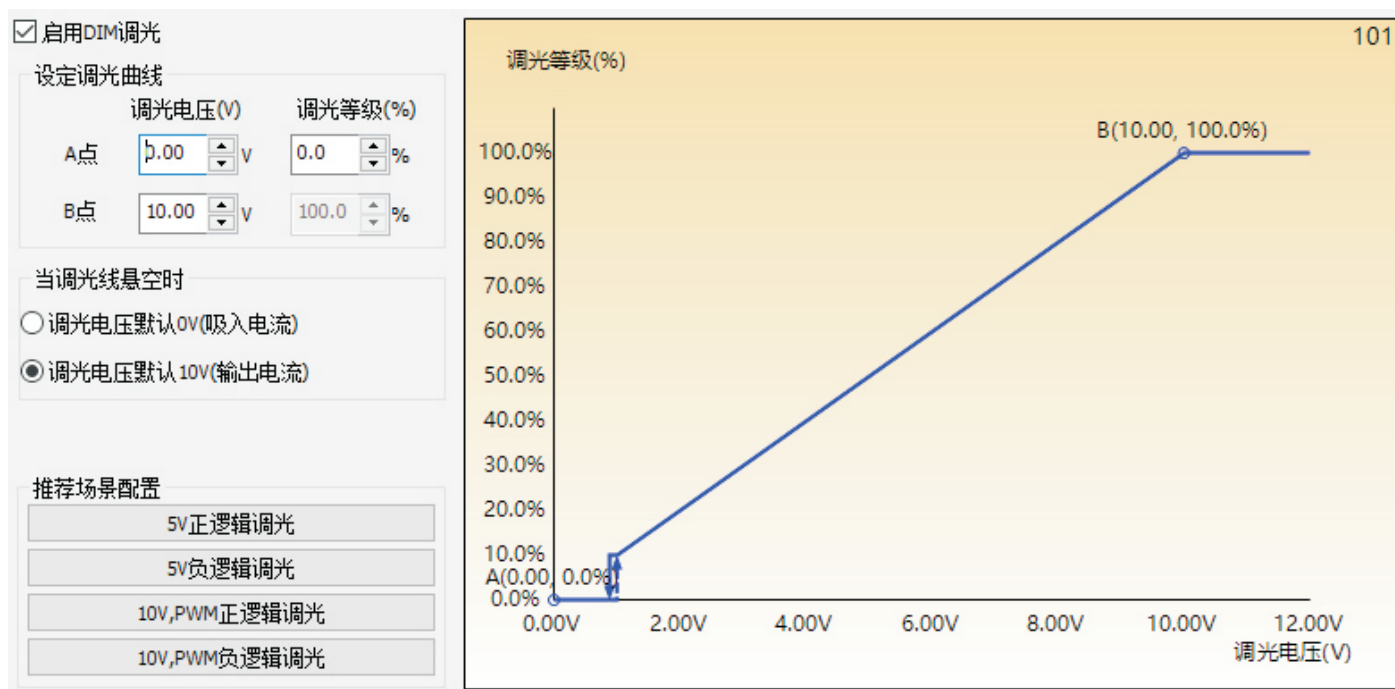 启用DIM调光
设定调光曲线
调光电压(V) 调光等级(%)
A点 0.00 V 0.0 %
B点 10.00 V 100.0 %
当调光线悬空时
调光电压默认0V(吸入电流)
调光电压默认10V(输出电流)
推荐场景配置
5V正逻辑调光
5V负逻辑调光
10V,PWM正逻辑调光
10V,PWM负逻辑调光
101
调光等级(%)
B(10.00, 100.0%)
100.0%
90.0%
80.0%
70.0%
60.0%
50.0%
40.0%
30.0%
20.0%
10.0%
A(0.00, 0.0%)
0.0%
0.00V 2.00V 4.00V 6.00V 8.00V 10.00V 12.00V
调光电压(V)